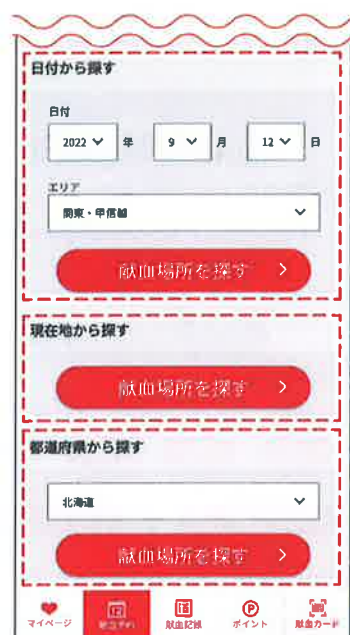 日付から探す
日付
2022 年 9 月 12 日
エリア
関東・甲信越
献血場所を探す
現在地から探す
献血場所を探す
都道府県から探す
北海道
献血場所を探す
マイページ 献血予約 献血記録 ポイント 献血カード